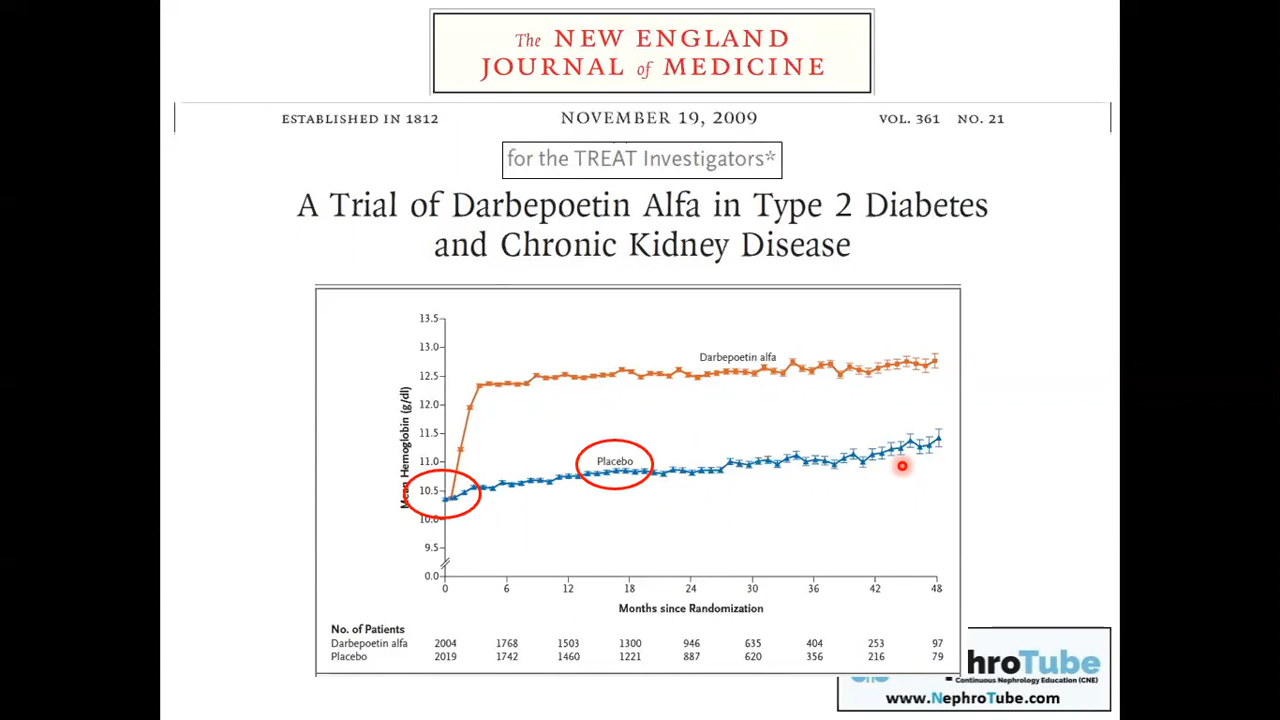 The NEW ENGLAND
JOURNAL of MEDICINE
ESTABLISHED IN 1812 NOVEMBER 19, 2009 VOL. 361 NO. 21
for the TREAT Investigators*
A Trial of Darbepoetin Alfa in Type 2 Diabetes
and Chronic Kidney Disease
Mean Hemoglobin (g/dl)
13.5
13.0
12.5
12.0
11.5
11.0
10.5
10.0
9.5
0.0
Darbepoetin alfa
Placebo
0 6 12 18 24 30 36 42 48
Months since Randomization
No. of Patients
Darbepoetin alfa 2004 1768 1503 1300 946 635 404 253 97
Placebo 2019 1742 1460 1221 887 620 356 216 79
hroTube
Continuous Nephrology Education (CNE)
www.NephroTube.com